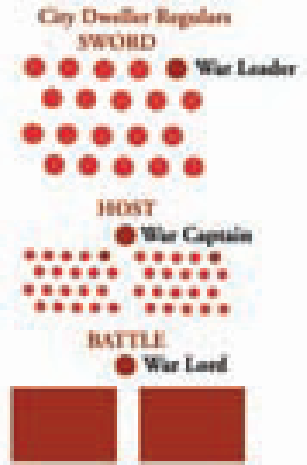 City Dweller Regulars
SWORD
War Leader
HOST
War Captain
BATTLE
War Lord